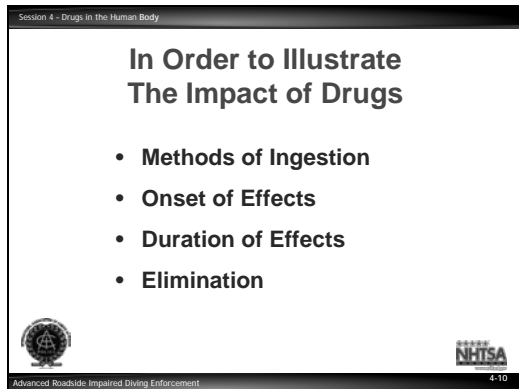 Session 4 - Drugs in the Human Body
In Order to Illustrate
The Impact of Drugs
• Methods of Ingestion
• Onset of Effects
• Duration of Effects
• Elimination
NHTSA
Advanced Roadside Impaired Diving Enforcement
4-10